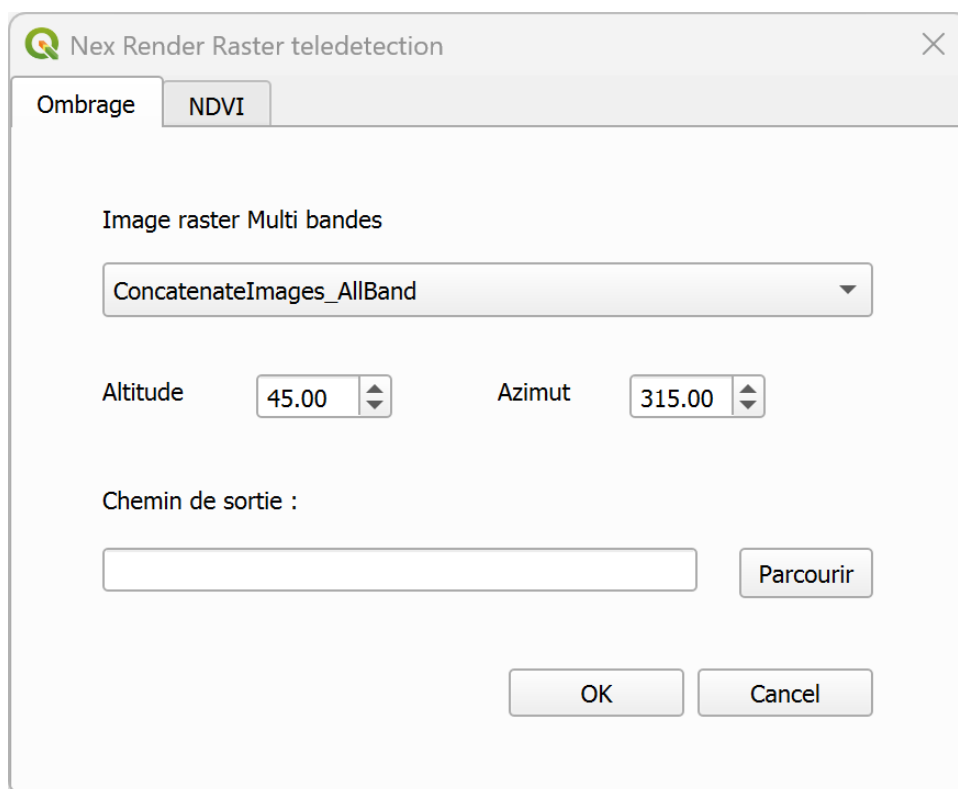 Nex Render Raster teledetection
Ombrage NDVI
Image raster Multi bandes
ConcatenateImages_AllBand
Altitude 45.00 Azimut 315.00
Chemin de sortie :
Parcourir
OK Cancel